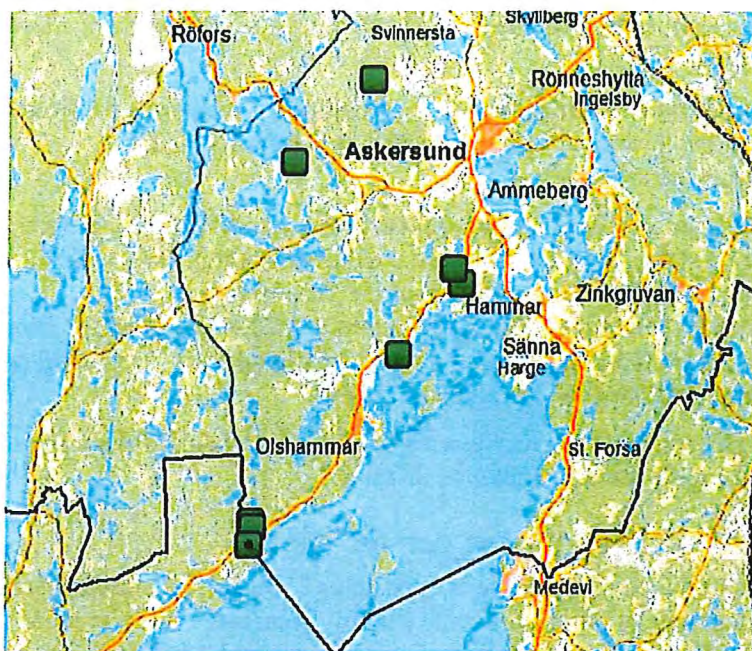 Röfors
Svinnersta
Skyllberg
Rönneshytta
Ingelsby
Askersund
Ammeberg
Hammar
Zinkgruvan
Sänna
Harge
Olshammar
St. Forsa
Medevi